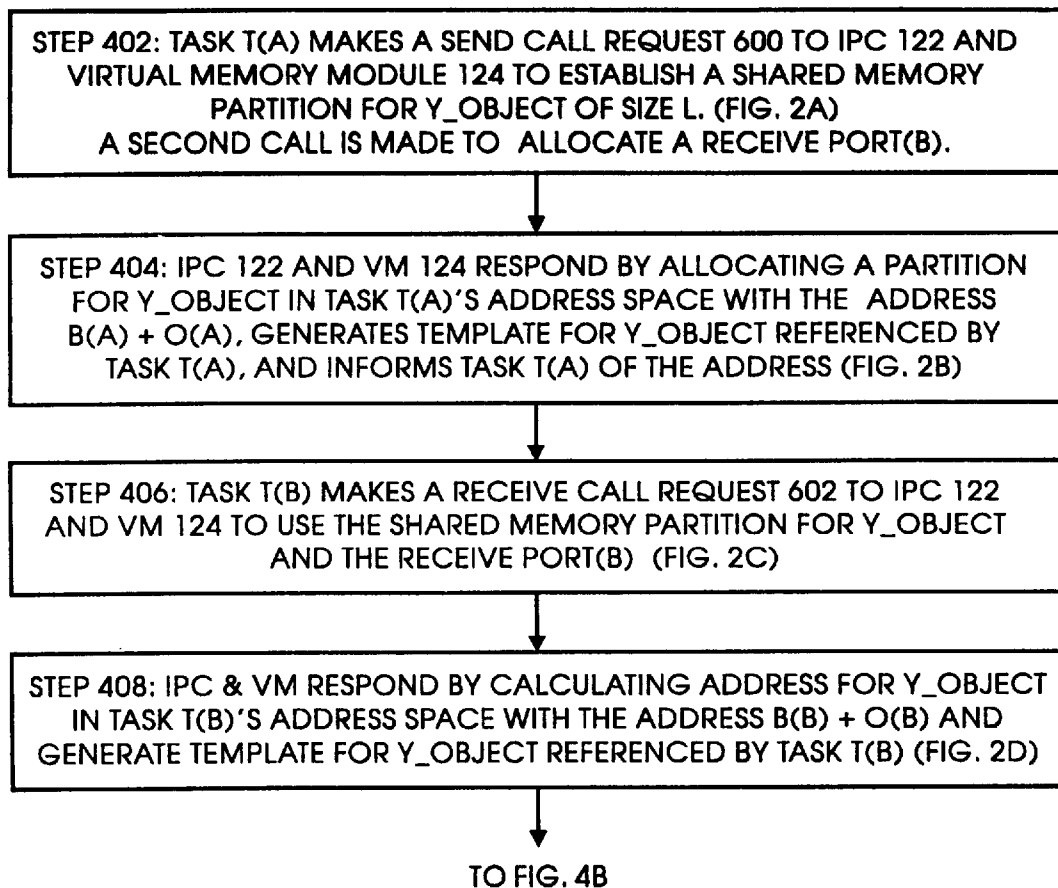 STEP 402: TASK T(A) MAKES A SEND CALL REQUEST 600 TO IPC 122 AND
VIRTUAL MEMORY MODULE 124 TO ESTABLISH A SHARED MEMORY
PARTITION FOR Y_OBJECT OF SIZE L. (FIG. 2A)
A SECOND CALL IS MADE TO ALLOCATE A RECEIVE PORT(B).
STEP 404: IPC 122 AND VM 124 RESPOND BY ALLOCATING A PARTITION
FOR Y_OBJECT IN TASK T(A)'S ADDRESS SPACE WITH THE ADDRESS
B(A) + O(A), GENERATES TEMPLATE FOR Y_OBJECT REFERENCED BY
TASK T(A), AND INFORMS TASK T(A) OF THE ADDRESS (FIG. 2B)
STEP 406: TASK T(B) MAKES A RECEIVE CALL REQUEST 602 TO IPC 122
AND VM 124 TO USE THE SHARED MEMORY PARTITION FOR Y_OBJECT
AND THE RECEIVE PORT(B) (FIG. 2C)
STEP 408: IPC & VM RESPOND BY CALCULATING ADDRESS FOR Y_OBJECT
IN TASK T(B)'S ADDRESS SPACE WITH THE ADDRESS B(B) + O(B) AND
GENERATE TEMPLATE FOR Y_OBJECT REFERENCED BY TASK T(B) (FIG. 2D)
TO FIG. 4B